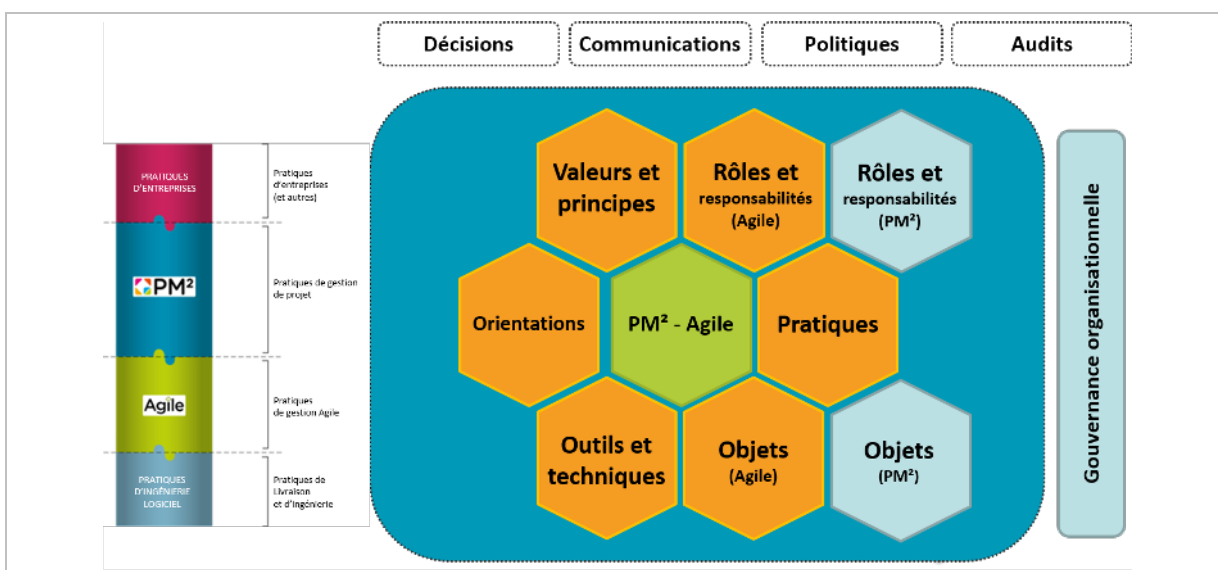 Décisions
Communications
Politiques
Audits
PRATIQUES
D'ENTREPRISES
Pratiques
d'entreprises
(et autres)
PM²
Pratiques de gestion
de projet
Agile
Pratiques
de gestion Agile
PRATIQUES
D'INGÉNIERIE
LOGICIEL
Pratiques de
Livraison
et d'ingénierie
Valeurs et
principes
Rôles et
responsabilités
(Agile)
Rôles et
responsabilités
(PM²)
Orientations
PM² - Agile
Pratiques
Outils et
techniques
Objets
(Agile)
Objets
(PM²)
Gouvernance organisationnelle